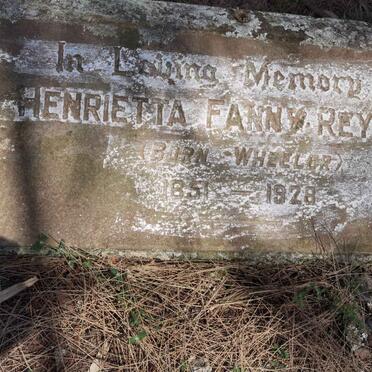 In Loving Memory
HENRIETTA FANNY REY
(BORN - WHEELER)
1851 — 1928